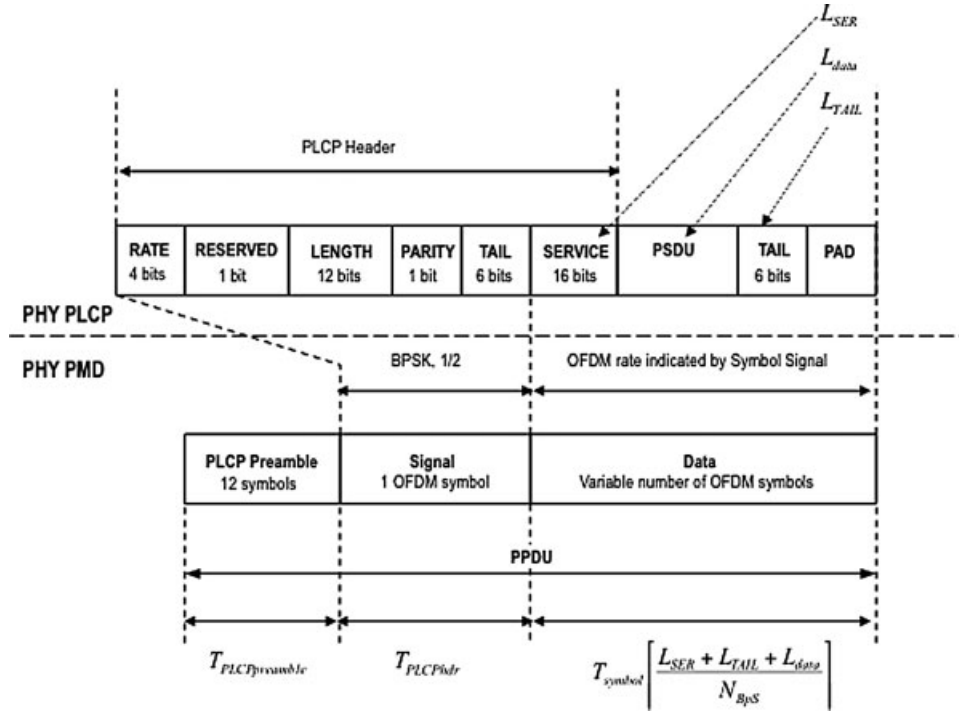 L_SER
L_data
L_TAIL
PLCP Header
RATE RESERVED LENGTH PARITY TAIL SERVICE PSDU TAIL PAD
4 bits 1 bit 12 bits 1 bit 6 bits 16 bits 6 bits
PHY PLCP
PHY PMD
BPSK, 1/2 OFDM rate indicated by Symbol Signal
PLCP Preamble Signal Data
12 symbols 1 OFDM symbol Variable number of OFDM symbols
PPDU
T_PLCPpreamble T_PLCPhdr T_symbol ⌈(L_SER + L_TAIL + L_data) / N_BpS⌉